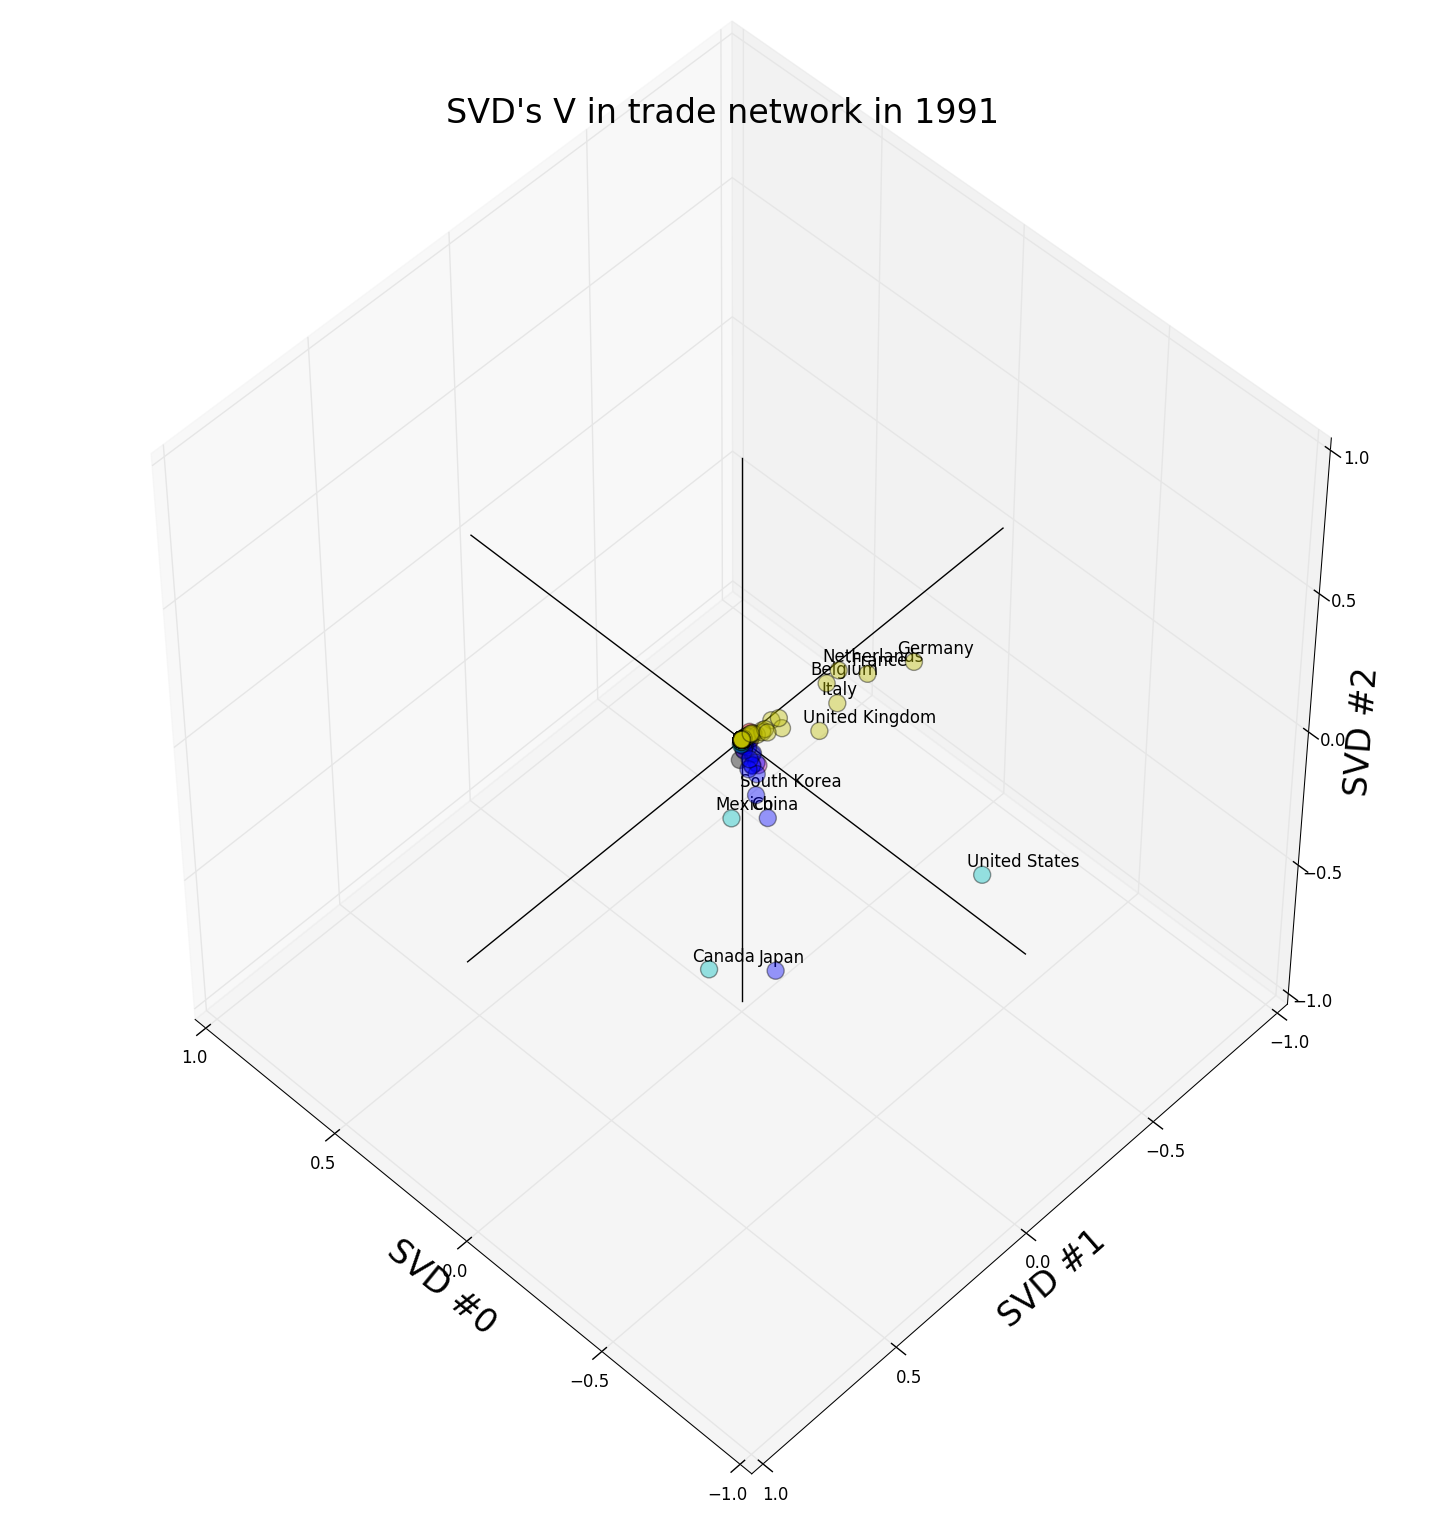 SVD's V in trade network in 1991
1.0
Germany
Netherlands
France
Belgium
Italy
United Kingdom
0.5
SVD #2
0.0
South Korea
Mexico
China
United States
−0.5
Canada
Japan
−1.0
−1.0
1.0
0.5
0.0
−0.5
−1.0
SVD #0
−0.5
0.0
0.5
1.0
SVD #1